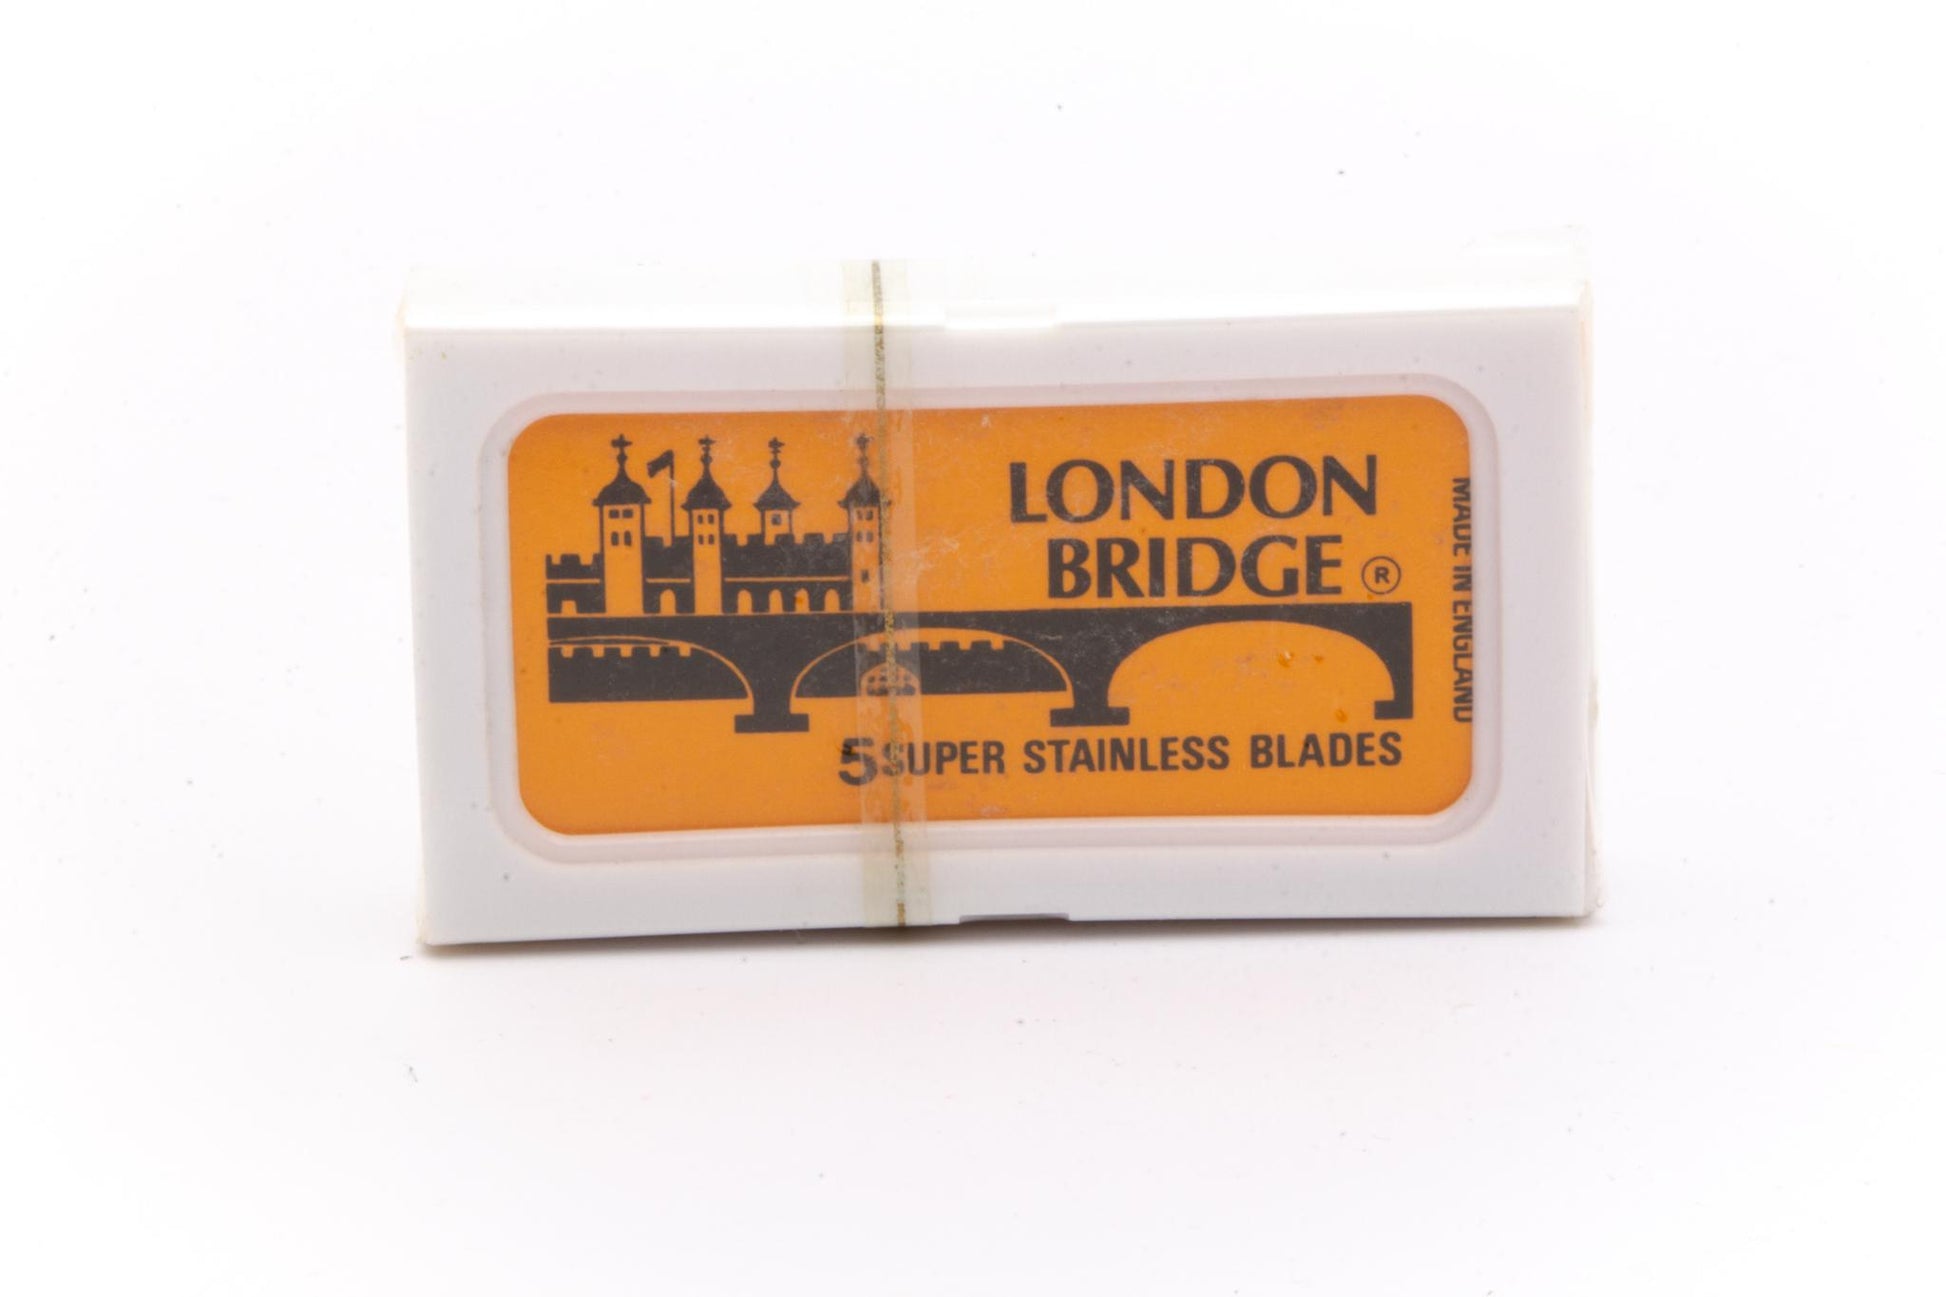 LONDON
BRIDGE ®
5 SUPER STAINLESS BLADES
MADE IN ENGLAND